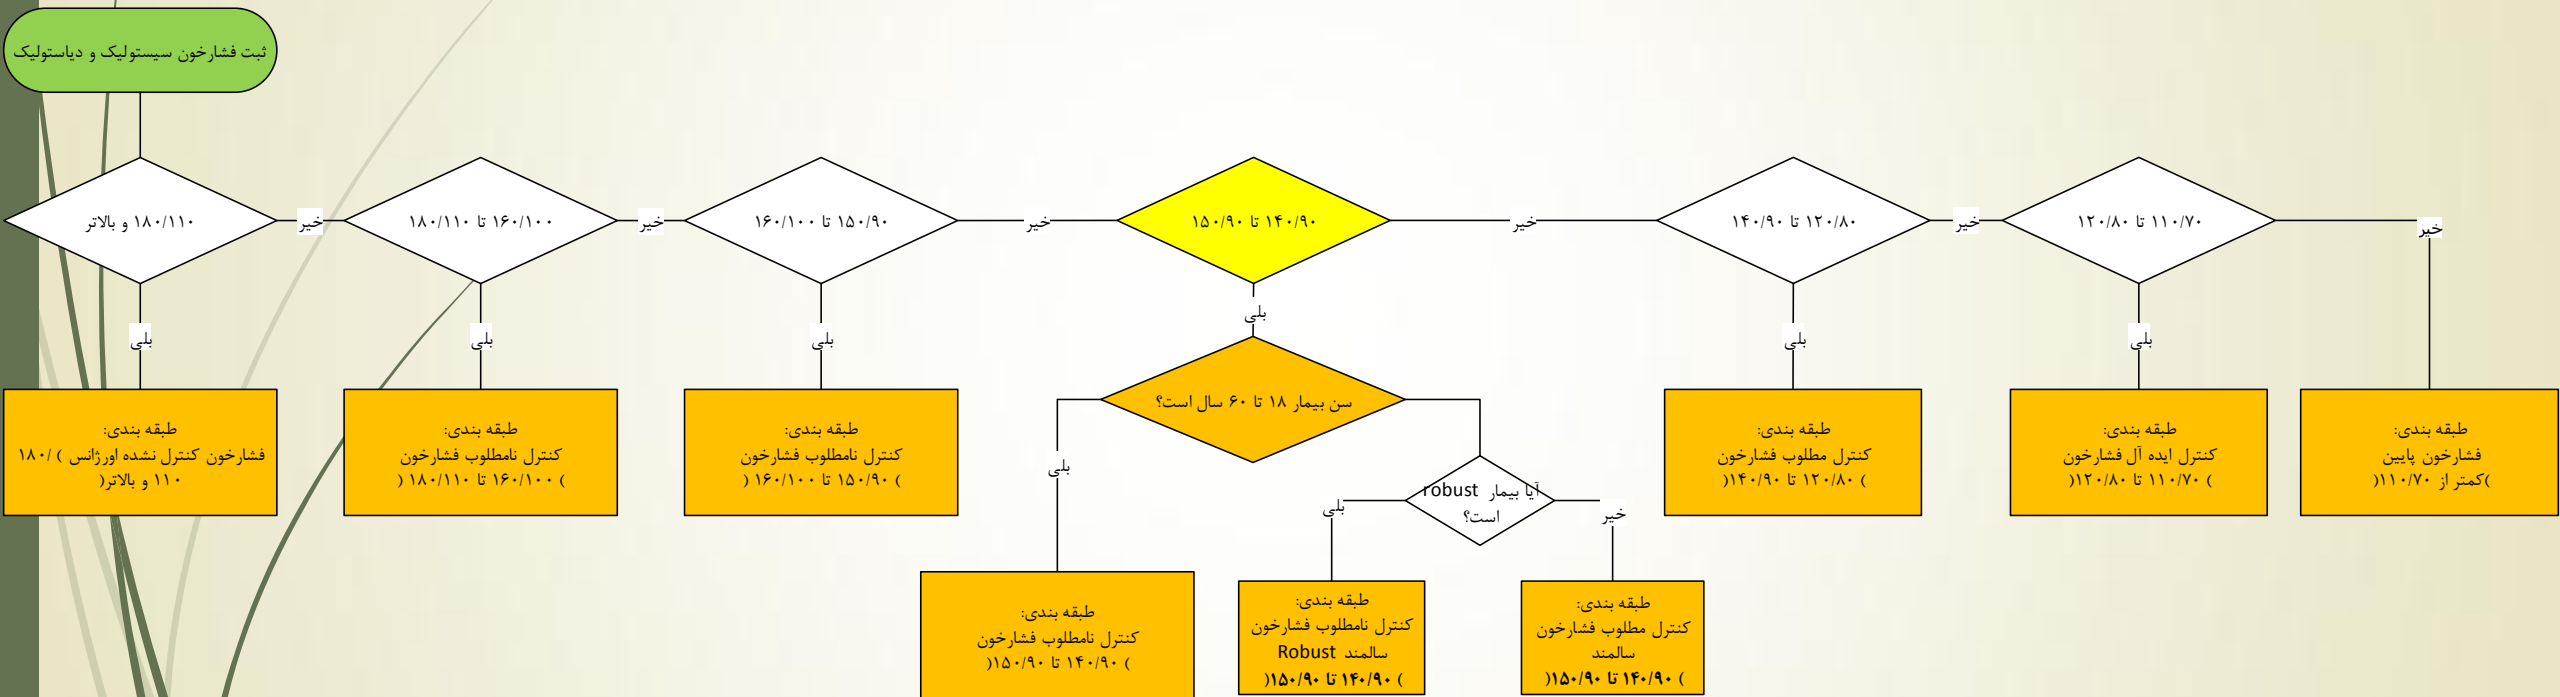 ثبت فشارخون سیستولیک و دیاستولیک
۱۸۰/۱۱۰ و بالاتر
خیر
۱۶۰/۱۰۰ تا ۱۸۰/۱۱۰
خیر
۱۵۰/۹۰ تا ۱۶۰/۱۰۰
خیر
۱۴۰/۹۰ تا ۱۵۰/۹۰
خیر
۱۲۰/۸۰ تا ۱۴۰/۹۰
خیر
۱۱۰/۷۰ تا ۱۲۰/۸۰
خیر
بلی
بلی
بلی
بلی
بلی
بلی
سن بیمار ۱۸ تا ۶۰ سال است؟
بلی
آیا بیمار robust
است؟
بلی
خیر
طبقه بندی:
فشارخون کنترل نشده اورژانس ) ۱۸۰/
۱۱۰ و بالاتر(
طبقه بندی:
کنترل نامطلوب فشارخون
) ۱۶۰/۱۰۰ تا ۱۸۰/۱۱۰ (
طبقه بندی:
کنترل نامطلوب فشارخون
) ۱۵۰/۹۰ تا ۱۶۰/۱۰۰ (
طبقه بندی:
کنترل نامطلوب فشارخون
) ۱۴۰/۹۰ تا ۱۵۰/۹۰(
طبقه بندی:
کنترل نامطلوب فشارخون
سالمند Robust
) ۱۴۰/۹۰ تا ۱۵۰/۹۰(
طبقه بندی:
کنترل مطلوب فشارخون
سالمند
) ۱۴۰/۹۰ تا ۱۵۰/۹۰(
طبقه بندی:
کنترل مطلوب فشارخون
) ۱۲۰/۸۰ تا ۱۴۰/۹۰(
طبقه بندی:
کنترل ایده آل فشارخون
) ۱۱۰/۷۰ تا ۱۲۰/۸۰(
طبقه بندی:
فشارخون پایین
)کمتر از ۱۱۰/۷۰(